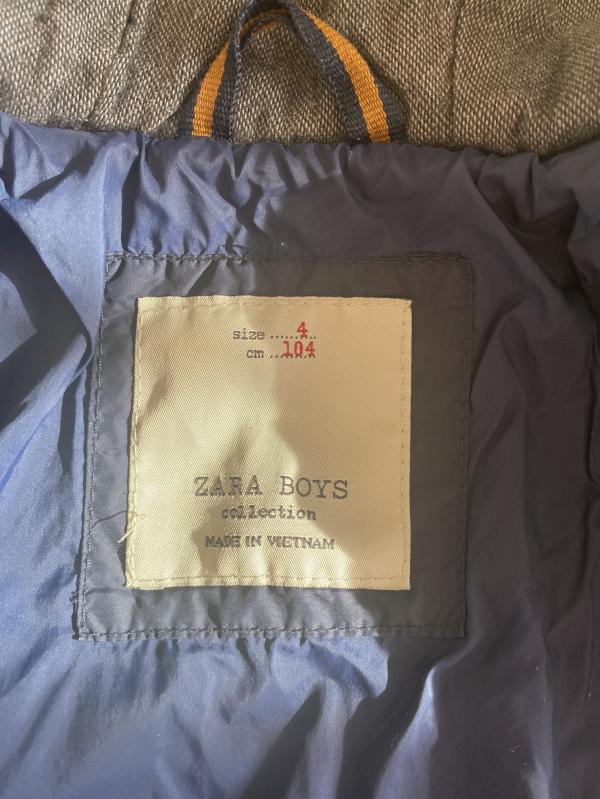 size ......4..
cm ..104
ZARA BOYS
collection
MADE IN VIETNAM